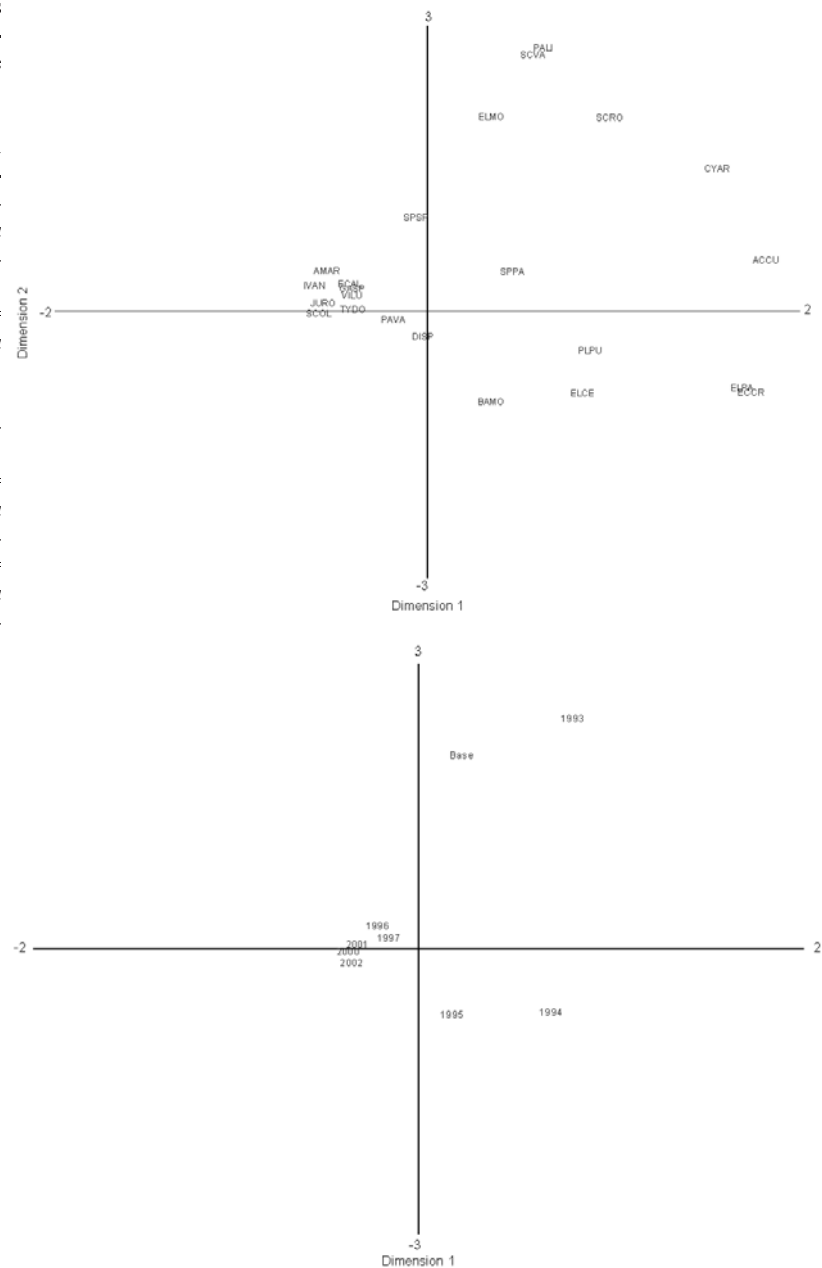 3
PALI
SCVA
ELMO
SCRO
CYAR
SPSF
ACCU
AMAR
SPPA
IVAN
VILU
JURO
TYDO
Dimension 2
-2
2
SCOL
PAVA
DISP
PLPU
ELPA
ECCR
ELCE
BAMO
-3
Dimension 1
3
1993
Base
1996
1997
2001
-2
2
2000
2002
1995
1994
-3
Dimension 1